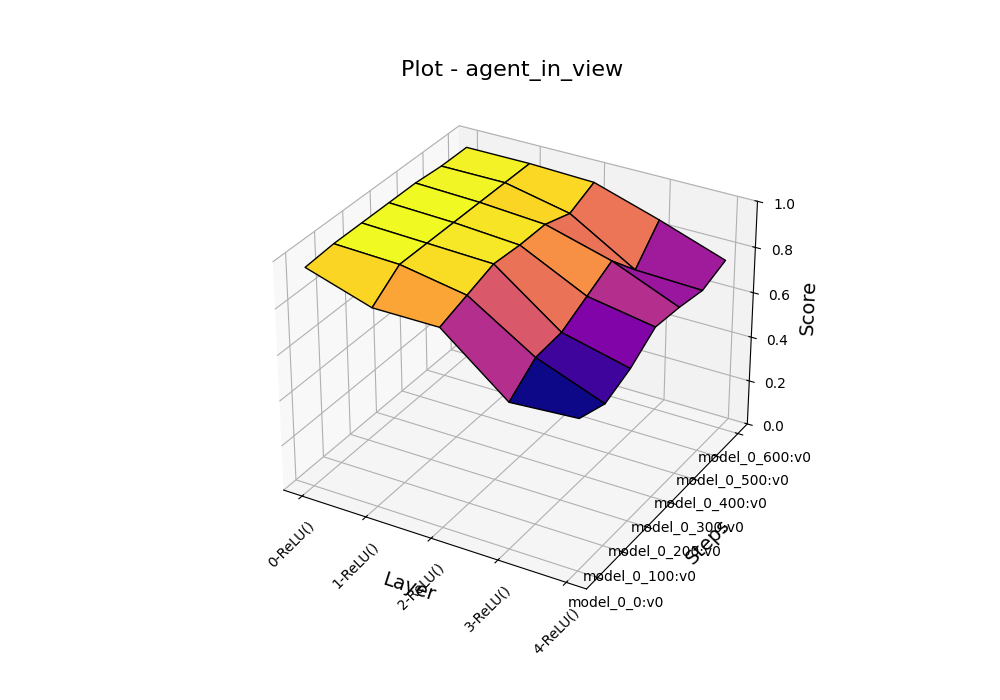 Plot - agent_in_view
1.0
0.8
0.6
0.4
0.2
0.0
Score
model_0_600:v0
model_0_500:v0
model_0_400:v0
model_0_300:v0
model_0_200:v0
model_0_100:v0
model_0_0:v0
Steps
0-ReLU()
1-ReLU()
2-ReLU()
3-ReLU()
4-ReLU()
Layer